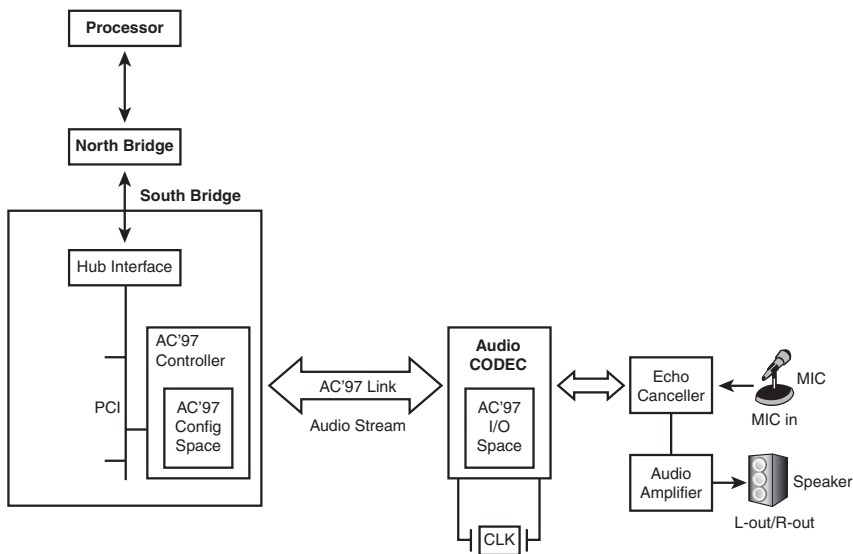 Processor
North Bridge
South Bridge
Hub Interface
AC'97
Controller
PCI
AC'97
Config
Space
AC'97 Link
Audio Stream
Audio
CODEC
AC'97
I/O
Space
CLK
Echo
Canceller
MIC
MIC in
Audio
Amplifier
Speaker
L-out/R-out